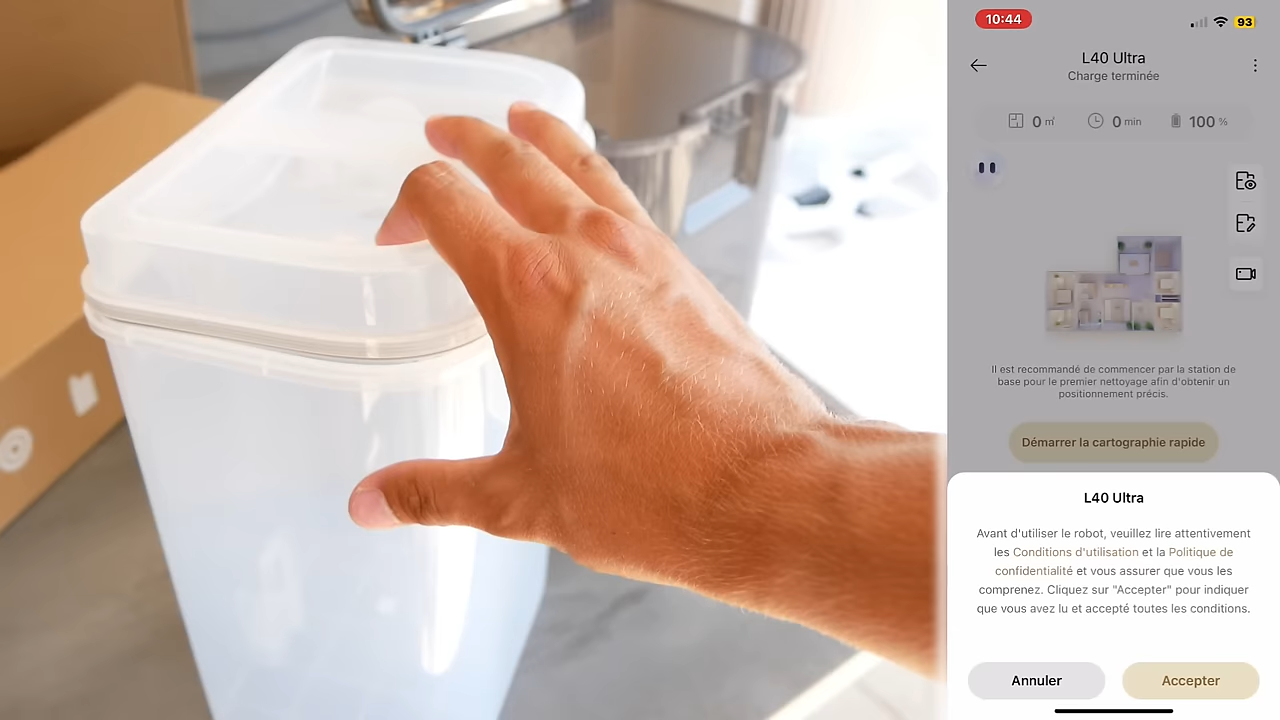 10:44
93
L40 Ultra
Charge terminée
0 ㎡
0 min
100 %
Il est recommandé de commencer par la station de
base pour le premier nettoyage afin d'obtenir un
positionnement précis.
Démarrer la cartographie rapide
L40 Ultra
Avant d'utiliser le robot, veuillez lire attentivement
les Conditions d'utilisation et la Politique de
confidentialité et vous assurer que vous les
comprenez. Cliquez sur "Accepter" pour indiquer
que vous avez lu et accepté toutes les conditions.
Annuler
Accepter